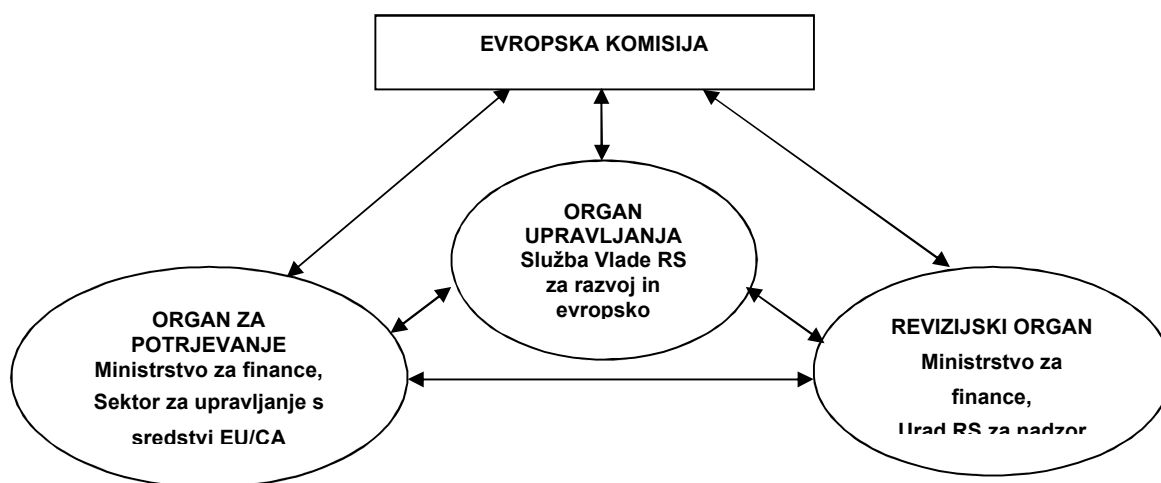 EVROPSKA KOMISIJA
ORGAN
UPRAVLJANJA
Služba Vlade RS
za razvoj in
evropsko
ORGAN ZA
POTRJEVANJE
Ministrstvo za finance,
Sektor za upravljanje s
sredstvi EU/CA
REVIZIJSKI ORGAN
Ministrstvo za
finance,
Urad RS za nadzor